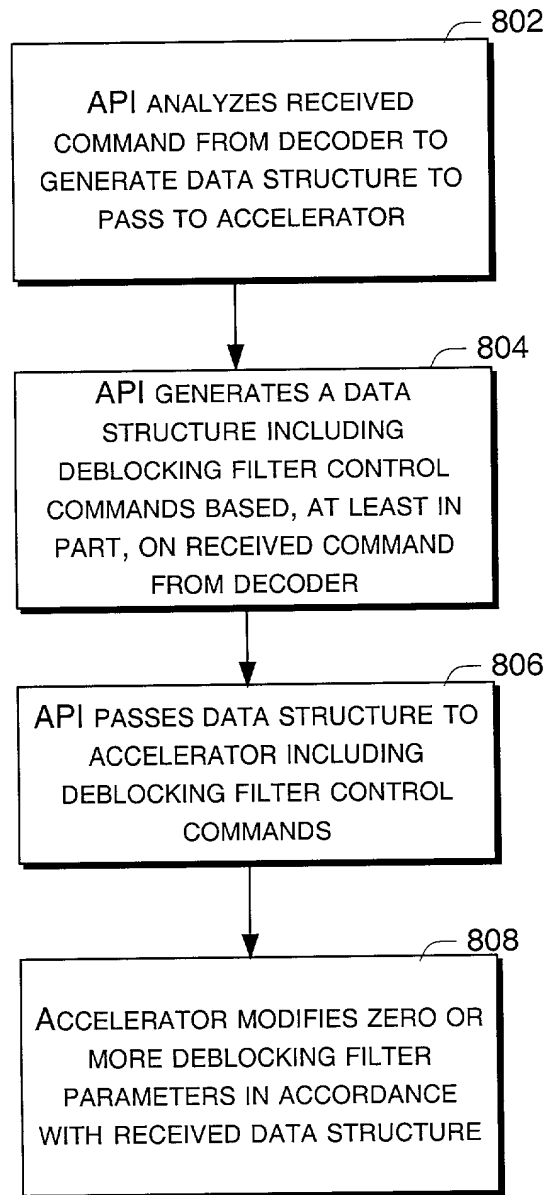 802
API ANALYZES RECEIVED
COMMAND FROM DECODER TO
GENERATE DATA STRUCTURE TO
PASS TO ACCELERATOR
804
API GENERATES A DATA
STRUCTURE INCLUDING
DEBLOCKING FILTER CONTROL
COMMANDS BASED, AT LEAST IN
PART, ON RECEIVED COMMAND
FROM DECODER
806
API PASSES DATA STRUCTURE TO
ACCELERATOR INCLUDING
DEBLOCKING FILTER CONTROL
COMMANDS
808
ACCELERATOR MODIFIES ZERO OR
MORE DEBLOCKING FILTER
PARAMETERS IN ACCORDANCE
WITH RECEIVED DATA STRUCTURE